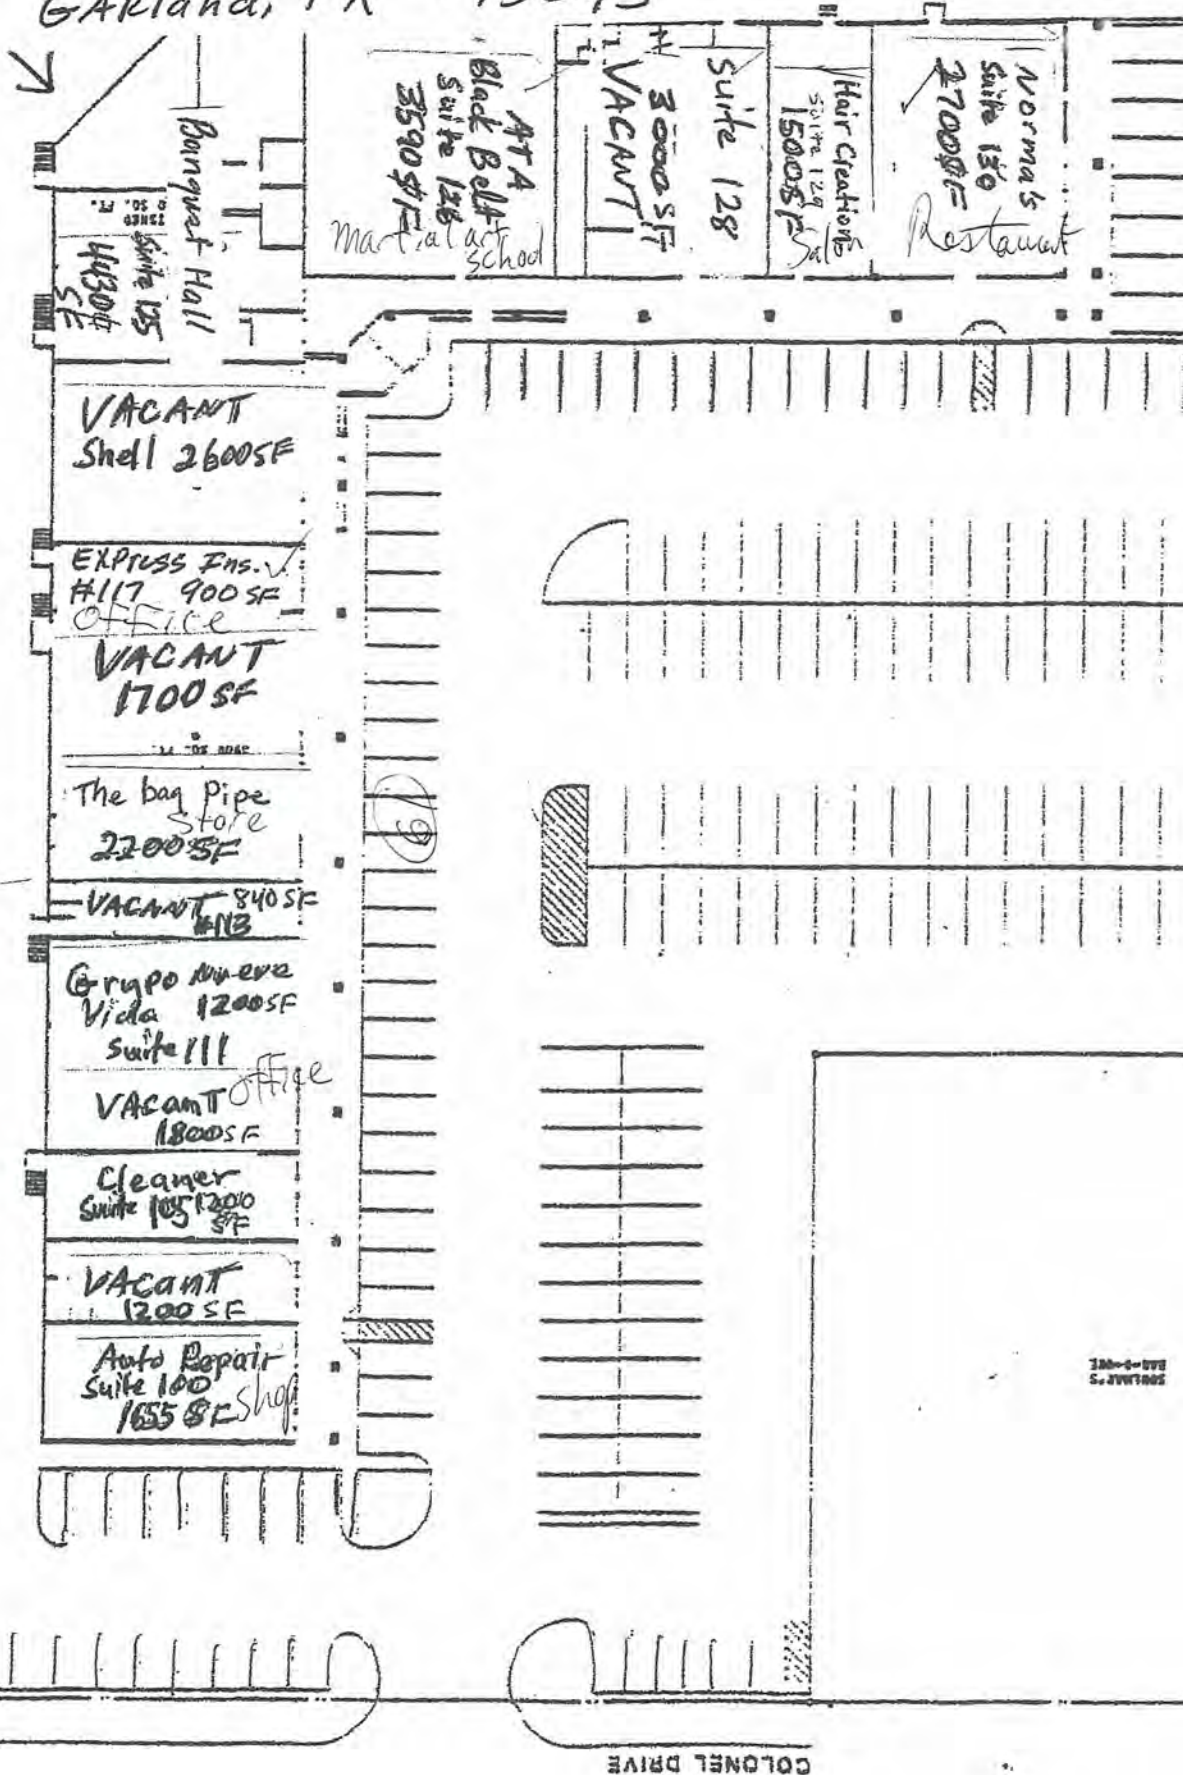 GARland, TX
Banquet Hall
Suite 125
4430
SF
ATA
Black Belt
Suite 126
3590 SF
Martial art
school
VACANT
3000 SF
Suite 128
Hair Creations
Suite 129
1500 SF
Salon
Norma's
Suite 130
2700 SF
Restaurant
VACANT
Shell 2600 SF
EXPress Ins.
#117 900 SF
OFFice
VACANT
1700 SF
The bag Pipe
Store
2200 SF
VACANT 840 SF
#113
Grupo Nueva
Vida 1200 SF
Suite 111
office
VACanT
1800 SF
Cleaner
Suite 105 1200
SF
VACanT
1200 SF
Auto Repair
Suite 100 Shop
1655 SF
19
COLONEL DRIVE